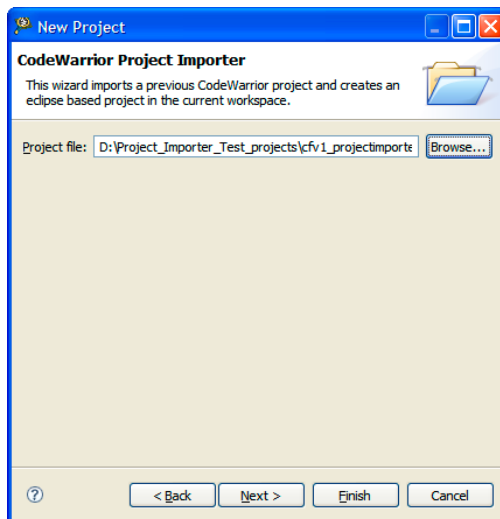 New Project
CodeWarrior Project Importer
This wizard imports a previous CodeWarrior project and creates an
eclipse based project in the current workspace.
Project file: D:\Project_Importer_Test_projects\cfv1_projectimporte Browse...
? < Back Next > Finish Cancel